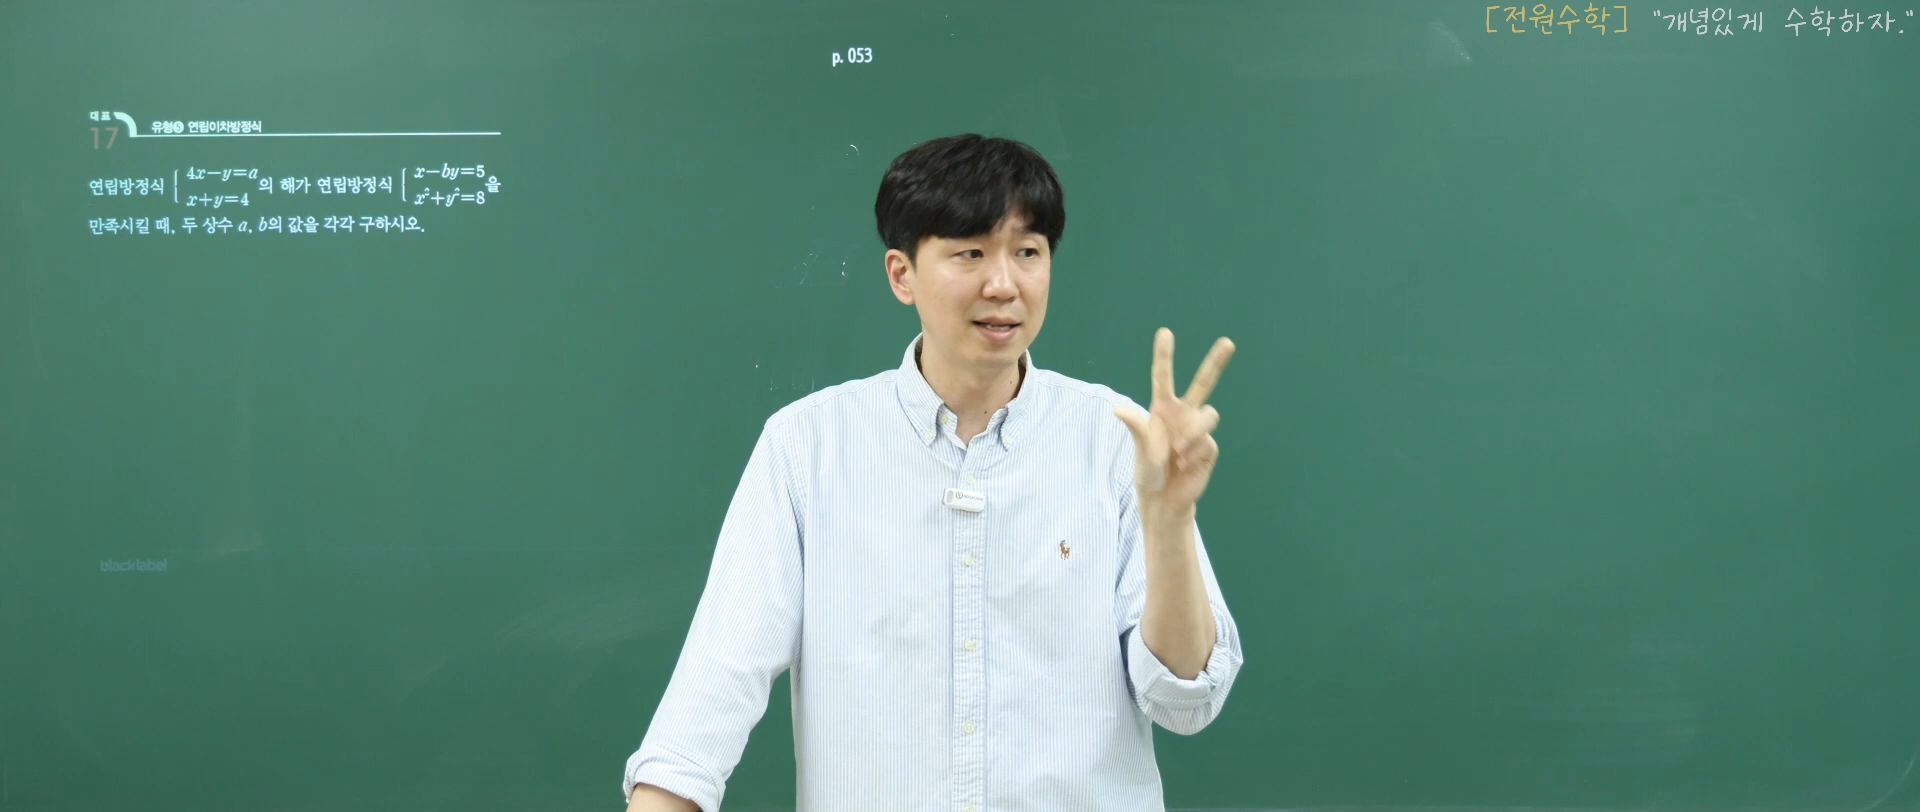 [전원수학] "개념있게 수학하자."
p. 053
대표
17 유형⑤ 연립이차방정식
연립방정식 { 4x-y=a x+y=4 의 해가 연립방정식 { x-by=5 x²+y²=8 을
만족시킬 때, 두 상수 a, b의 값을 각각 구하시오.
blacklabel